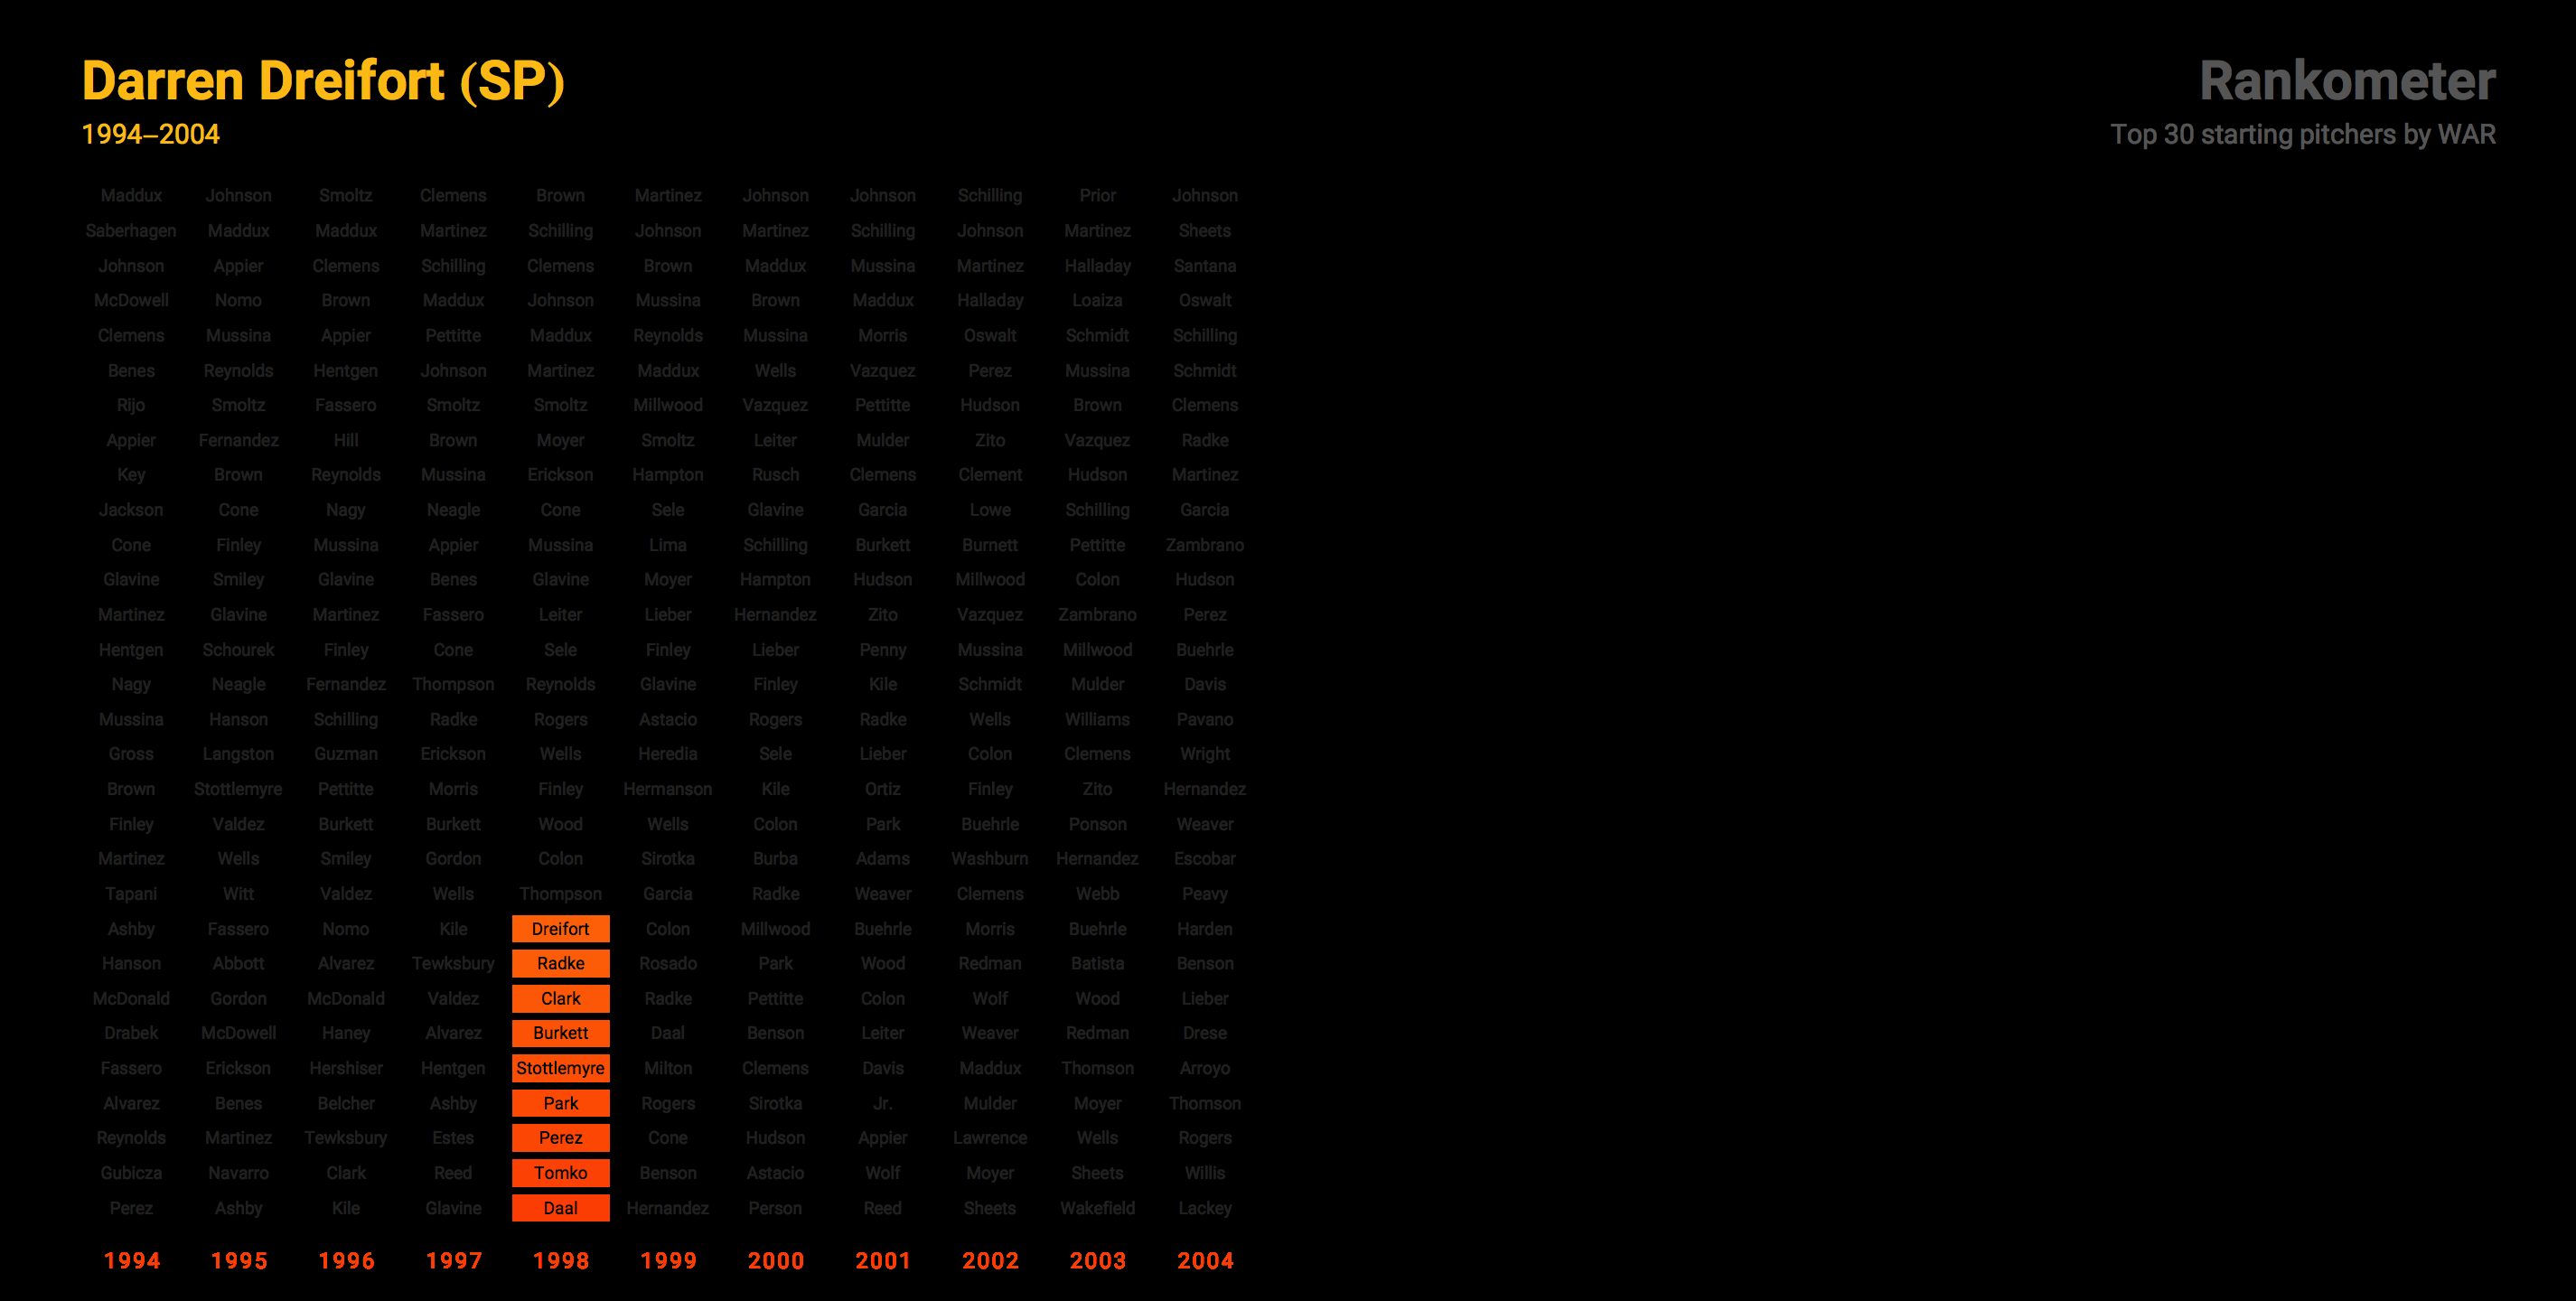 Darren Dreifort (SP)
1994–2004
Rankometer
Top 30 starting pitchers by WAR
Maddux Johnson Smoltz Clemens Brown Martinez Johnson Johnson Schilling Prior Johnson
Saberhagen Maddux Maddux Martinez Schilling Johnson Martinez Schilling Johnson Martinez Sheets
Johnson Appier Clemens Schilling Clemens Brown Maddux Mussina Martinez Halladay Santana
McDowell Nomo Brown Maddux Johnson Mussina Brown Maddux Halladay Loaiza Oswalt
Clemens Mussina Appier Pettitte Maddux Reynolds Mussina Morris Oswalt Schmidt Schilling
Benes Reynolds Hentgen Johnson Martinez Maddux Wells Vazquez Perez Mussina Schmidt
Rijo Smoltz Fassero Smoltz Smoltz Millwood Vazquez Pettitte Hudson Brown Clemens
Appier Fernandez Hill Brown Moyer Smoltz Leiter Mulder Zito Vazquez Radke
Key Brown Reynolds Mussina Erickson Hampton Rusch Clemens Clement Hudson Martinez
Jackson Cone Nagy Neagle Cone Sele Glavine Garcia Lowe Schilling Garcia
Cone Finley Mussina Appier Mussina Lima Schilling Burkett Burnett Pettitte Zambrano
Glavine Smiley Glavine Benes Glavine Moyer Hampton Hudson Millwood Colon Hudson
Martinez Glavine Martinez Fassero Leiter Lieber Hernandez Zito Vazquez Zambrano Perez
Hentgen Schourek Finley Cone Sele Finley Lieber Penny Mussina Millwood Buehrle
Nagy Neagle Fernandez Thompson Reynolds Glavine Finley Kile Schmidt Mulder Davis
Mussina Hanson Schilling Radke Rogers Astacio Rogers Radke Wells Williams Pavano
Gross Langston Guzman Erickson Wells Heredia Sele Lieber Colon Clemens Wright
Brown Stottlemyre Pettitte Morris Finley Hermanson Kile Ortiz Finley Zito Hernandez
Finley Valdez Burkett Burkett Wood Wells Colon Park Buehrle Ponson Weaver
Martinez Wells Smiley Gordon Colon Sirotka Burba Adams Washburn Hernandez Escobar
Tapani Witt Valdez Wells Thompson Garcia Radke Weaver Clemens Webb Peavy
Ashby Fassero Nomo Kile Dreifort Colon Millwood Buehrle Morris Buehrle Harden
Hanson Abbott Alvarez Tewksbury Radke Rosado Park Wood Redman Batista Benson
McDonald Gordon McDonald Valdez Clark Radke Pettitte Colon Wolf Wood Lieber
Drabek McDowell Haney Alvarez Burkett Daal Benson Leiter Weaver Redman Drese
Fassero Erickson Hershiser Hentgen Stottlemyre Milton Clemens Davis Maddux Thomson Arroyo
Alvarez Benes Belcher Ashby Park Rogers Sirotka Jr. Mulder Moyer Thomson
Reynolds Martinez Tewksbury Estes Perez Cone Hudson Appier Lawrence Wells Rogers
Gubicza Navarro Clark Reed Tomko Benson Astacio Wolf Moyer Sheets Willis
Perez Ashby Kile Glavine Daal Hernandez Person Reed Sheets Wakefield Lackey
1994 1995 1996 1997 1998 1999 2000 2001 2002 2003 2004